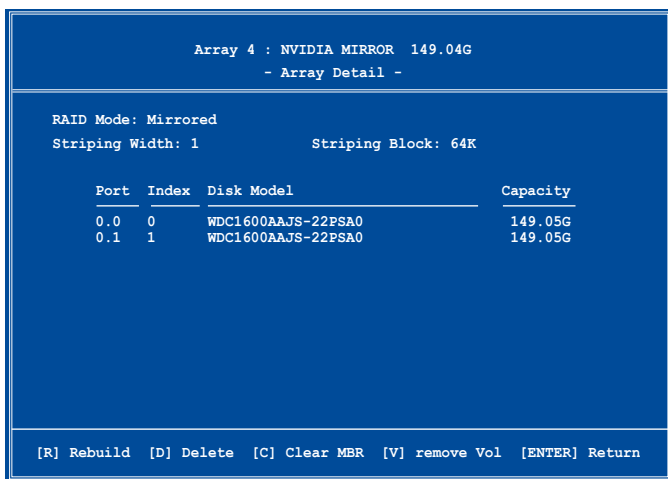 Array 4 : NVIDIA MIRROR 149.04G
- Array Detail -
RAID Mode: Mirrored
Striping Width: 1 Striping Block: 64K
Port Index Disk Model Capacity
0.0 0 WDC1600AAJS-22PSA0 149.05G
0.1 1 WDC1600AAJS-22PSA0 149.05G
[R] Rebuild [D] Delete [C] Clear MBR [V] remove Vol [ENTER] Return